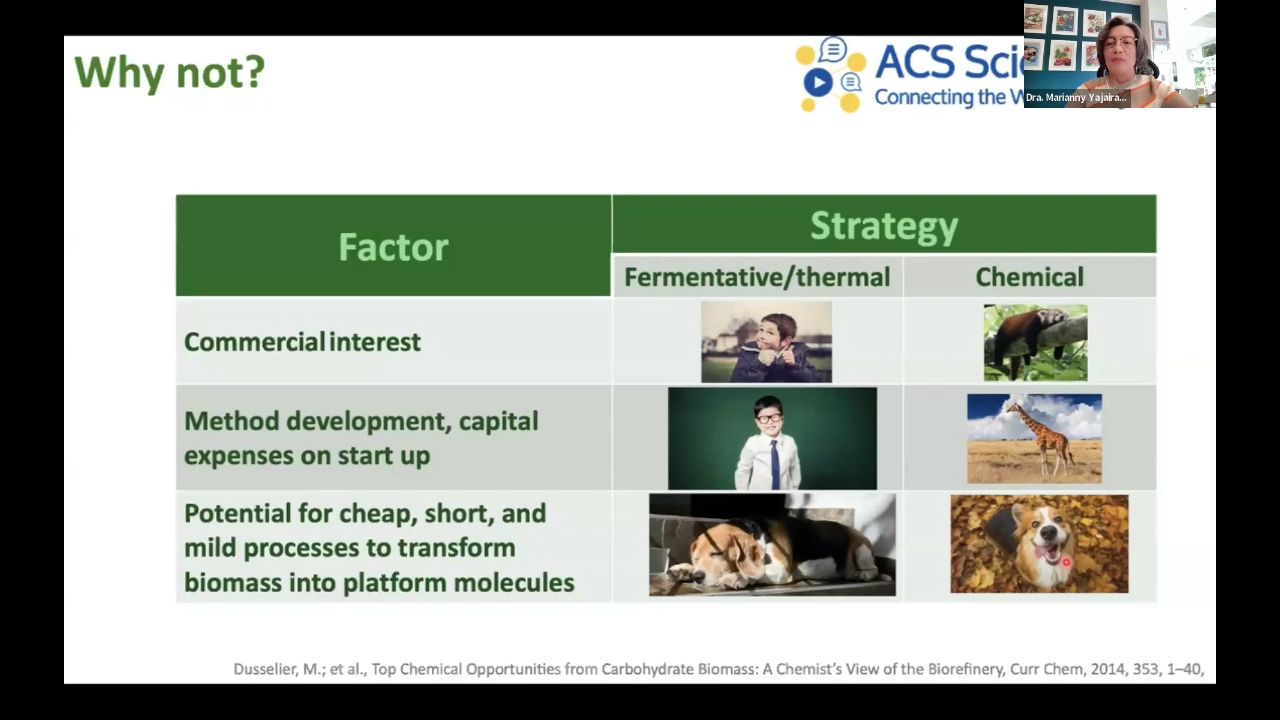 Why not?
ACS Sci
Connecting the W
Dra. Marianny Yajaira...
Factor
Strategy
Fermentative/thermal
Chemical
Commercial interest
Method development, capital
expenses on start up
Potential for cheap, short, and
mild processes to transform
biomass into platform molecules
Dusselier, M.; et al., Top Chemical Opportunities from Carbohydrate Biomass: A Chemist's View of the Biorefinery, Curr Chem, 2014, 353, 1–40,